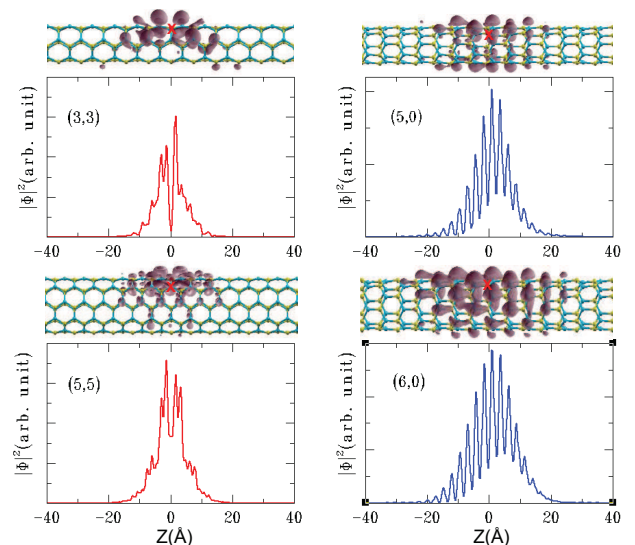 X
X
(3,3)
(5,0)
|Φ|²(arb. unit)
|Φ|²(arb. unit)
-40 -20 0 20 40
-40 -20 0 20 40
X
X
(5,5)
(6,0)
|Φ|²(arb. unit)
|Φ|²(arb. unit)
-40 -20 0 20 40
-40 -20 0 20 40
Z(Å)
Z(Å)